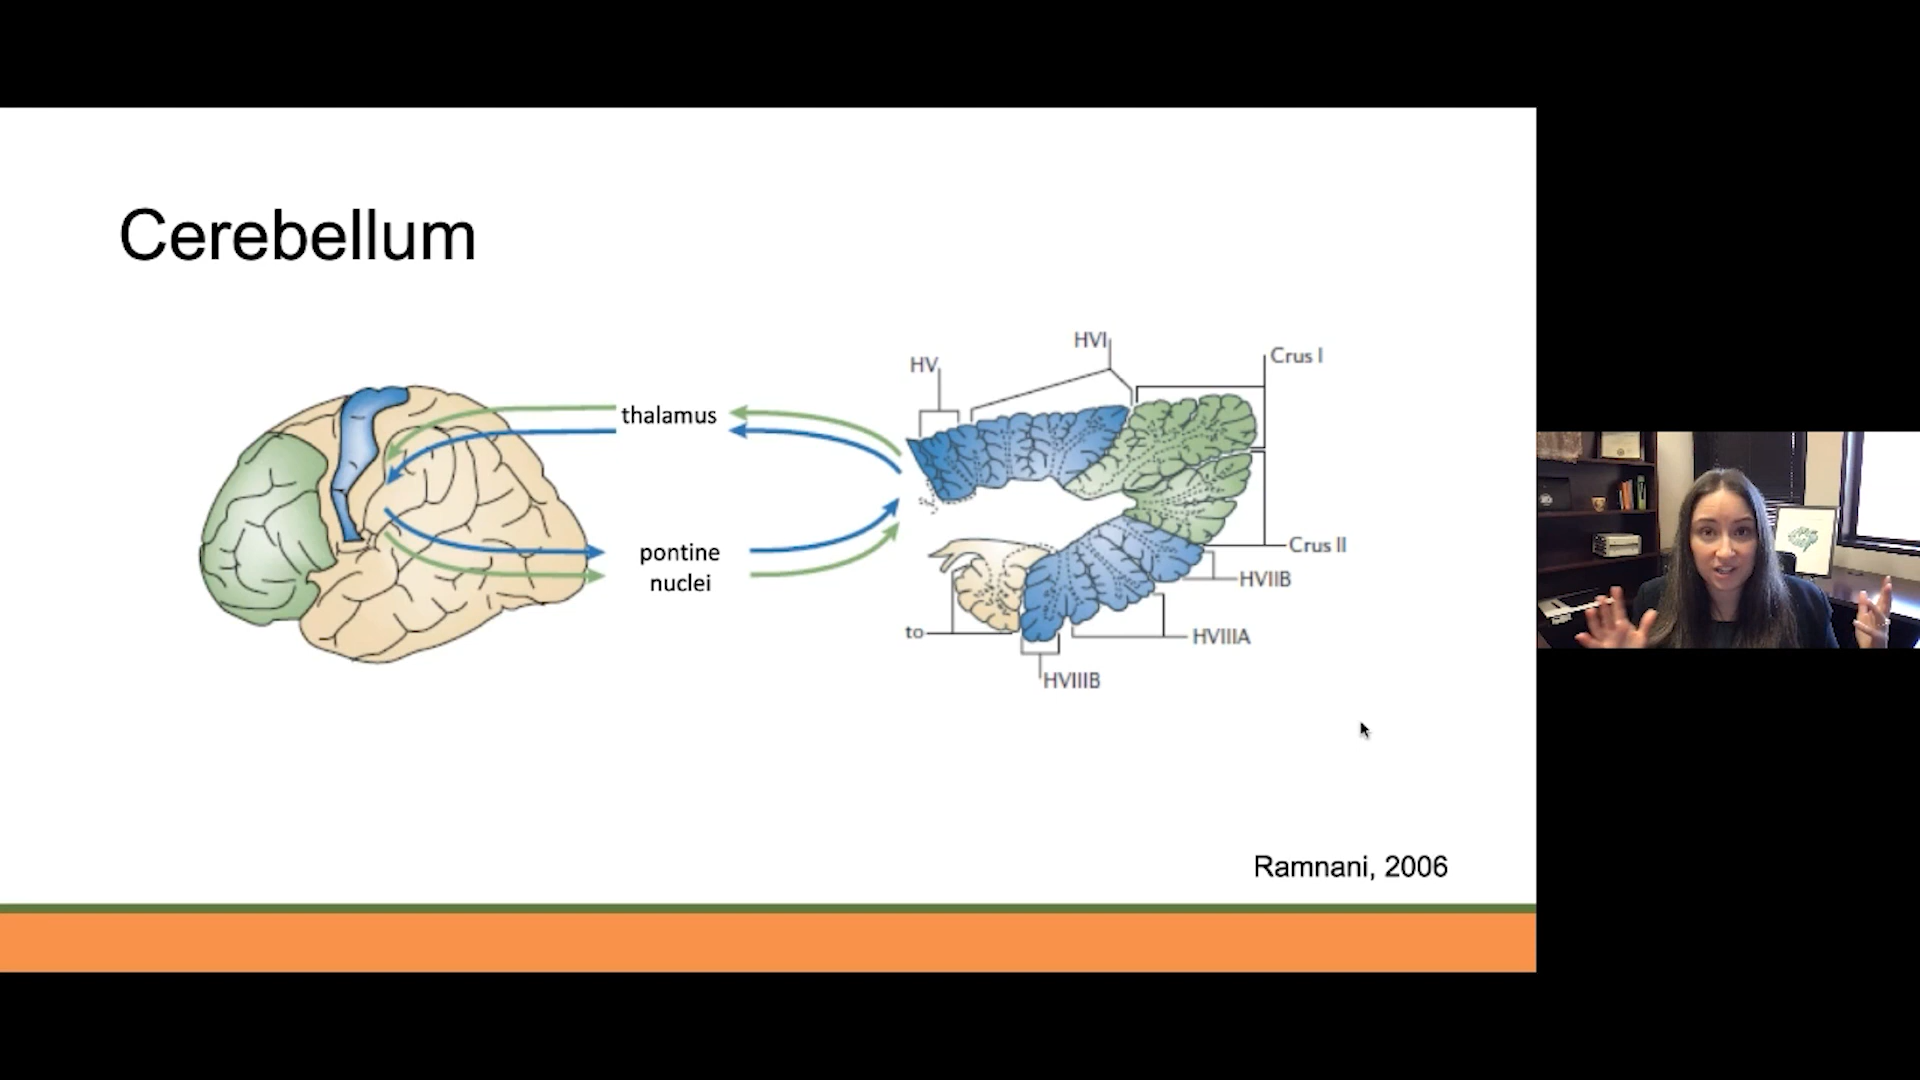 Cerebellum
HVI
HV
Crus I
thalamus
Crus II
pontine
nuclei
HVIIB
to
HVIIIA
HVIIIB
Ramnani, 2006